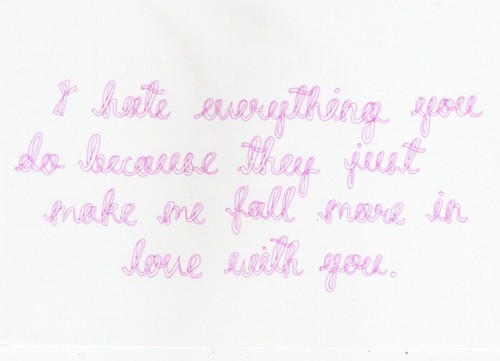 I hate everything you
do because they just
make me fall more in
love with you.